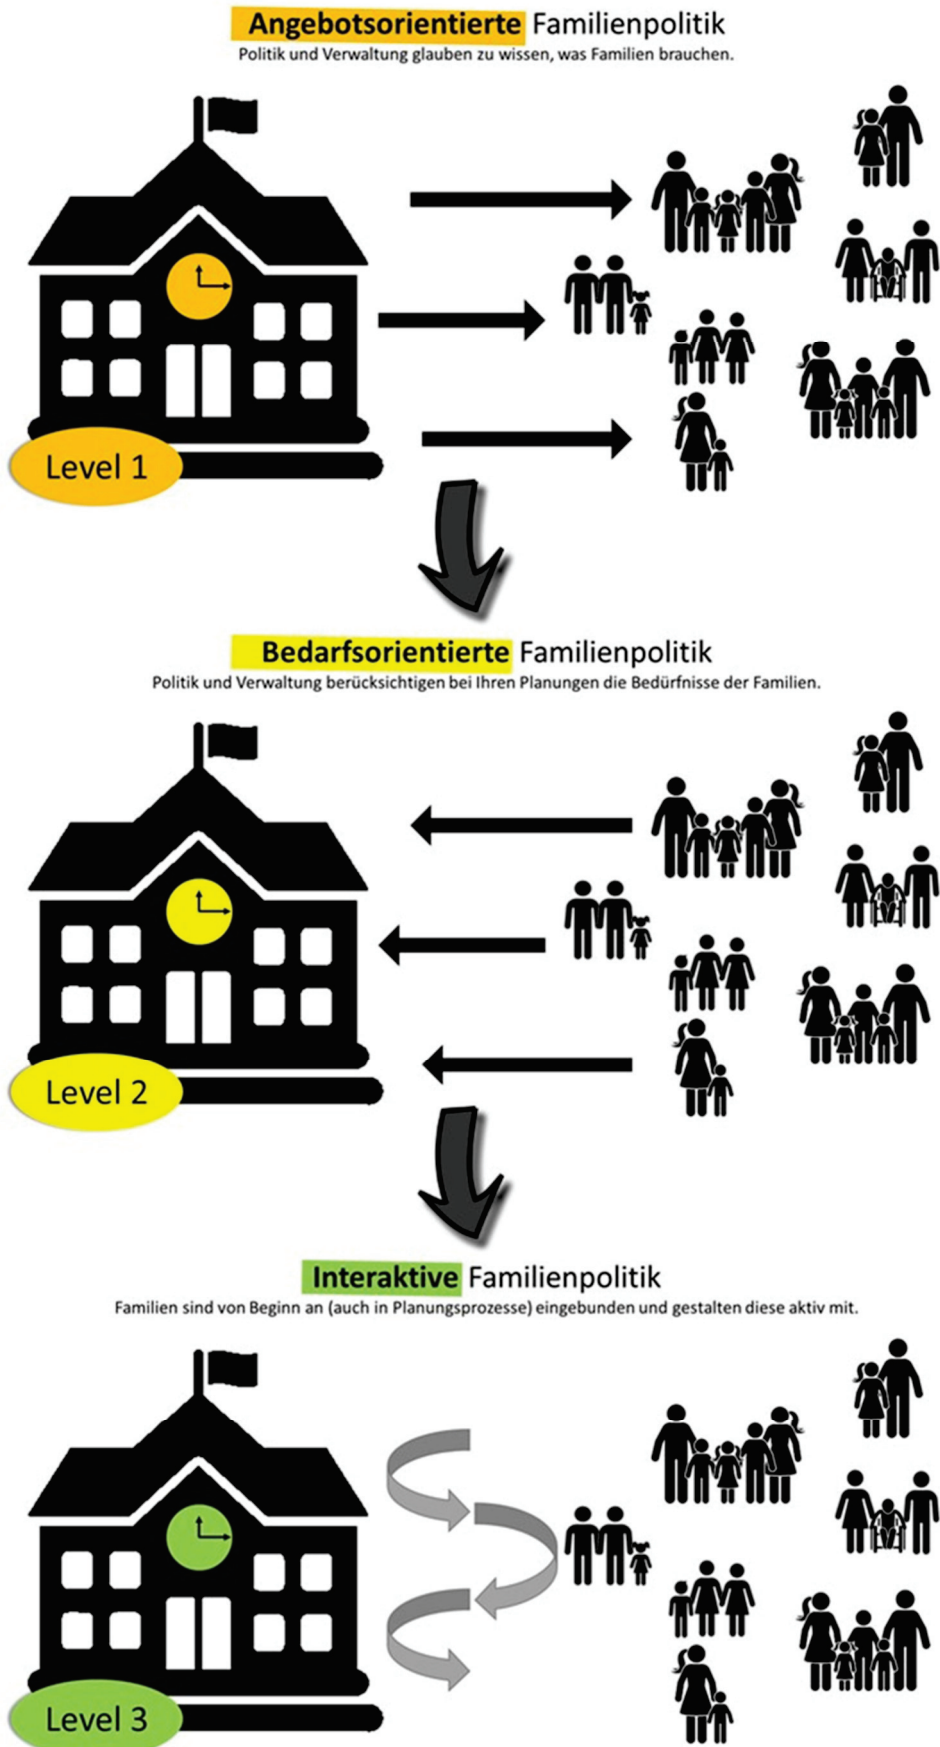 Angebotsorientierte Familienpolitik
Politik und Verwaltung glauben zu wissen, was Familien brauchen.
Level 1
Bedarfsorientierte Familienpolitik
Politik und Verwaltung berücksichtigen bei Ihren Planungen die Bedürfnisse der Familien.
Level 2
Interaktive Familienpolitik
Familien sind von Beginn an (auch in Planungsprozesse) eingebunden und gestalten diese aktiv mit.
Level 3